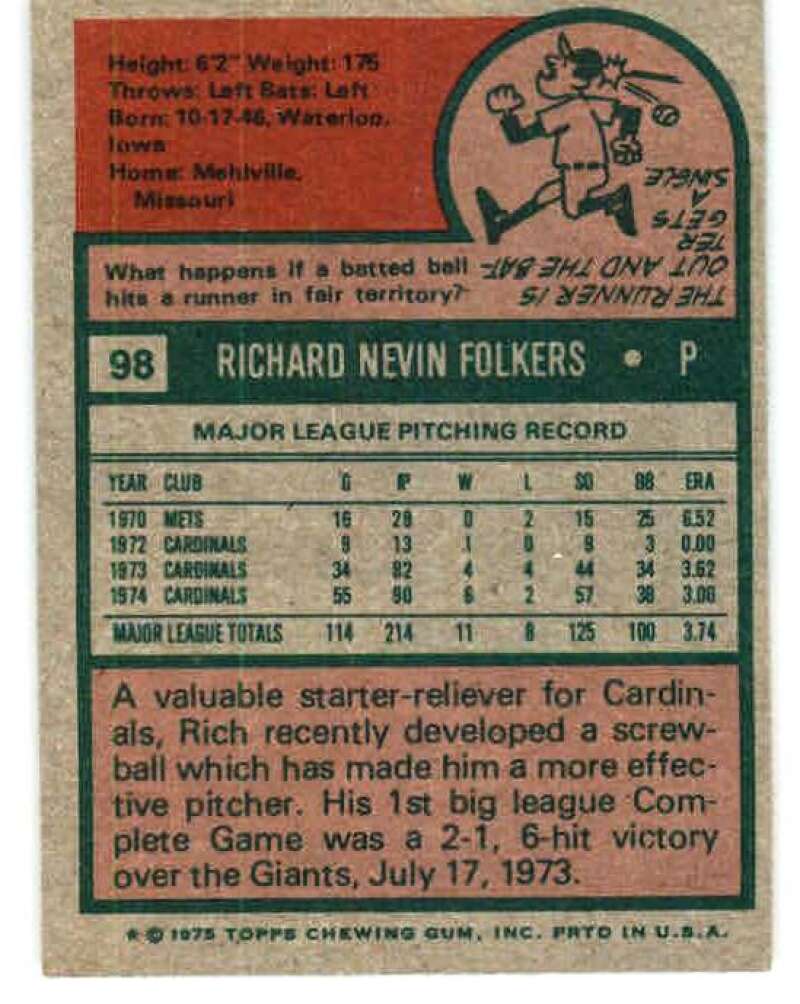 Height: 6'2" Weight: 175
Throws: Left Bats: Left
Born: 10-17-46, Waterloo,
Iowa
Home: Mehlville,
Missouri
What happens if a batted ball
hits a runner in fair territory?
THE RUNNER IS
OUT AND THE BAT-
TER
GETS
A
SINGLE
98 RICHARD NEVIN FOLKERS • P
MAJOR LEAGUE PITCHING RECORD
YEAR CLUB G IP W L SO BB ERA
1970 METS 16 29 0 2 15 25 6.52
1972 CARDINALS 9 13 1 0 9 3 0.00
1973 CARDINALS 34 82 4 4 44 34 3.62
1974 CARDINALS 55 90 6 2 57 38 3.00
MAJOR LEAGUE TOTALS 114 214 11 8 125 100 3.74
A valuable starter-reliever for Cardin-
als, Rich recently developed a screw-
ball which has made him a more effec-
tive pitcher. His 1st big league Com-
plete Game was a 2-1, 6-hit victory
over the Giants, July 17, 1973.
* © 1975 TOPPS CHEWING GUM, INC. PRTD IN U.S.A.